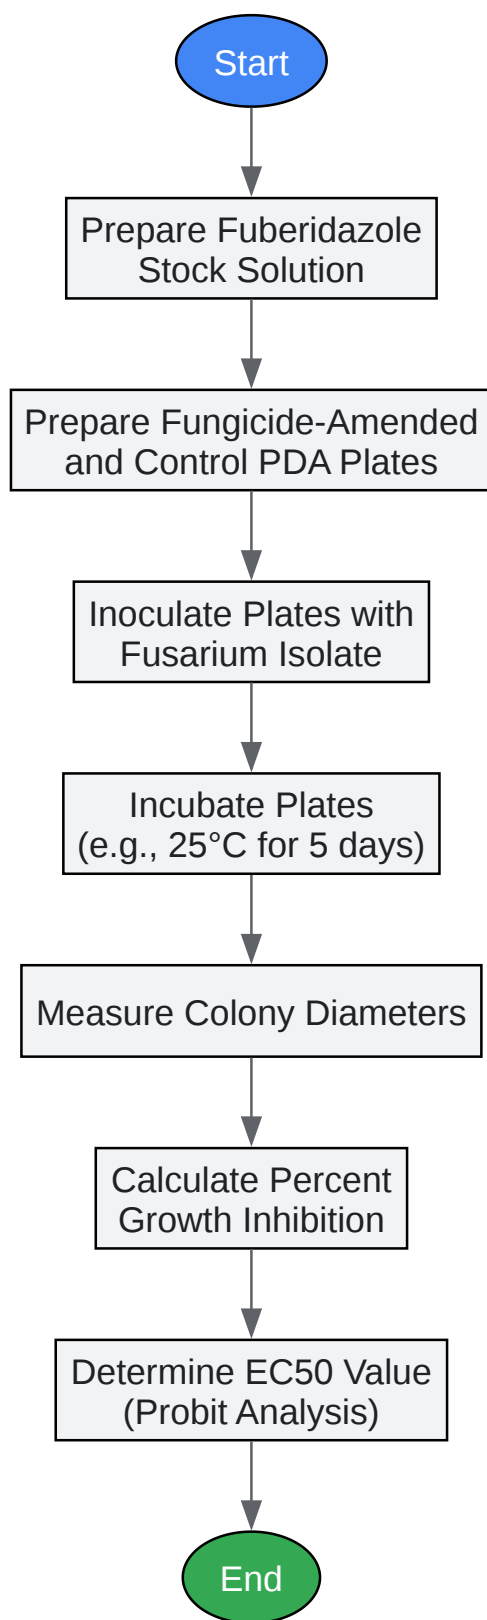 Start
Prepare Fuberidazole
Stock Solution
Prepare Fungicide-Amended
and Control PDA Plates
Inoculate Plates with
Fusarium Isolate
Incubate Plates
(e.g., 25°C for 5 days)
Measure Colony Diameters
Calculate Percent
Growth Inhibition
Determine EC50 Value
(Probit Analysis)
End